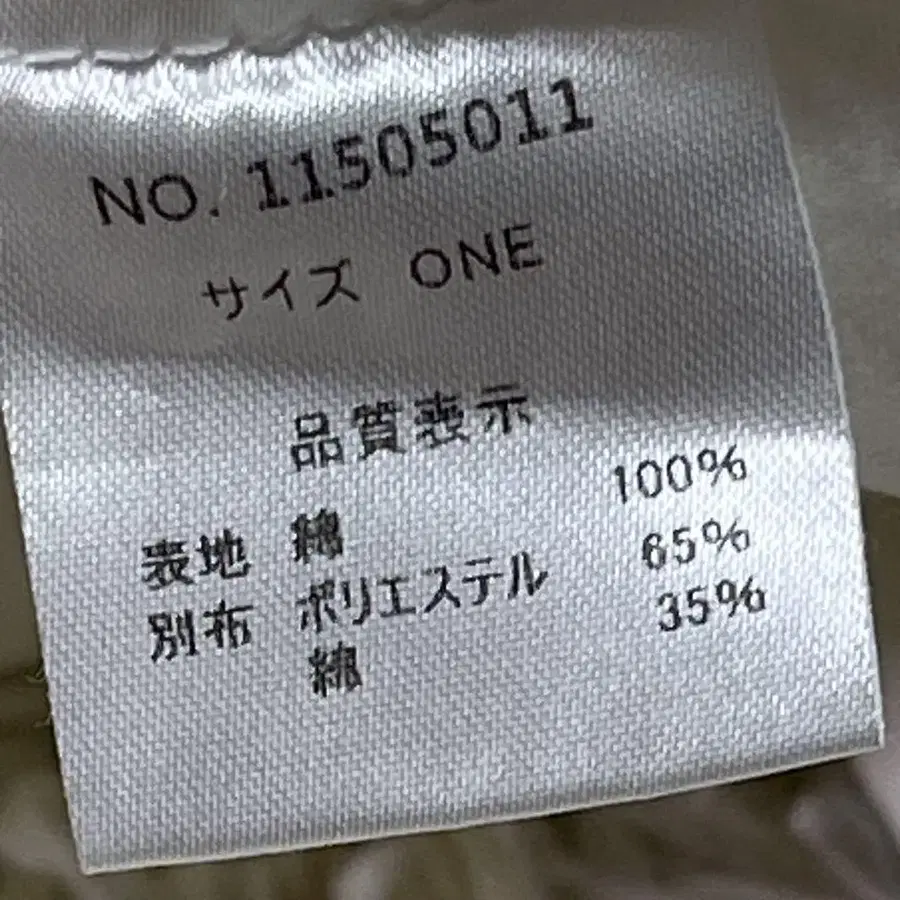 NO. 11505011
サイズ ONE
品質表示
表地 綿 100%
別布 ポリエステル 65%
綿 35%